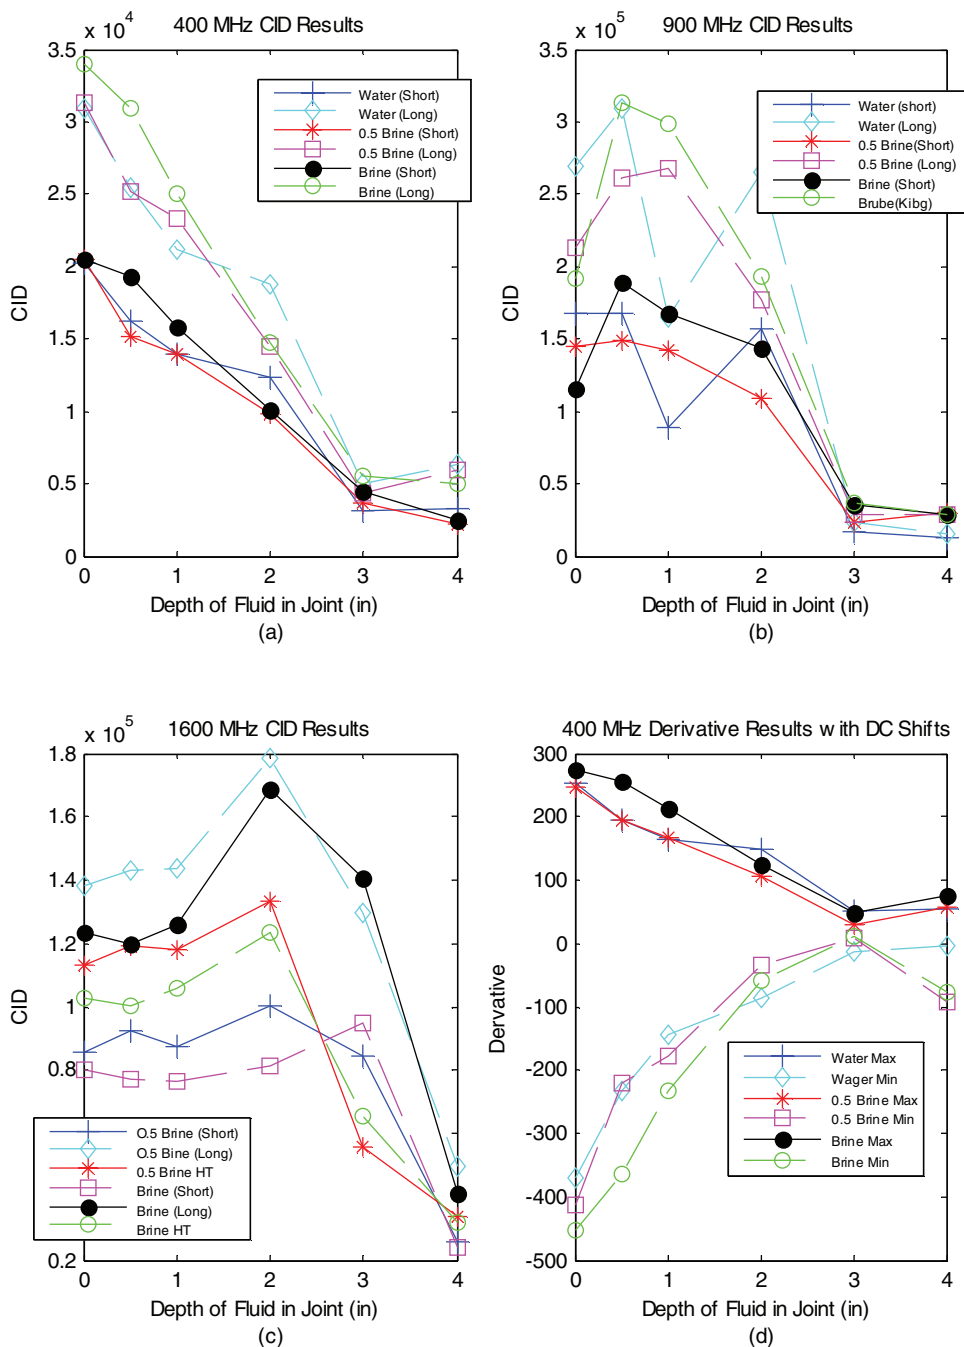 400 MHz CID Results
x 10^4
3.5
3
2.5
2
1.5
1
0.5
0
CID
Water (Short)
Water (Long)
0.5 Brine (Short)
0.5 Brine (Long)
Brine (Short)
Brine (Long)
0 1 2 3 4
Depth of Fluid in Joint (in)
(a)
900 MHz CID Results
x 10^5
3.5
3
2.5
2
1.5
1
0.5
0
CID
Water (short)
Water (Long)
0.5 Brine(Short)
0.5 Brine (Long)
Brine (Short)
Brube(Kibg)
0 1 2 3 4
Depth of Fluid in Joint (in)
(b)
1600 MHz CID Results
x 10^5
1.8
1.6
1.4
1.2
1
0.8
0.2
CID
O.5 Brine (Short)
O.5 Bine (Long)
0.5 Brine HT
Brine (Short)
Brine (Long)
Brine HT
0 1 2 3 4
Depth of Fluid in Joint (in)
(c)
400 MHz Derivative Results with DC Shifts
300
200
100
0
-100
-200
-300
-400
-500
Derivative
Water Max
Wager Min
0.5 Brine Max
0.5 Brine Min
Brine Max
Brine Min
0 1 2 3 4
Depth of Fluid in Joint (in)
(d)